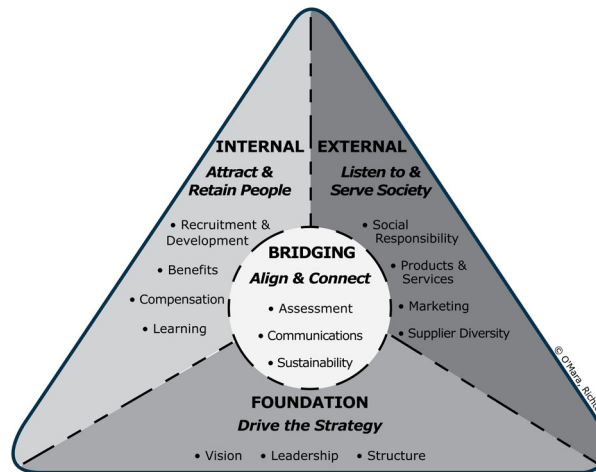 INTERNAL
Attract &
Retain People
• Recruitment &
Development
• Benefits
• Compensation
• Learning
EXTERNAL
Listen to &
Serve Society
• Social
Responsibility
• Products &
Services
• Marketing
• Supplier Diversity
BRIDGING
Align & Connect
• Assessment
• Communications
• Sustainability
FOUNDATION
Drive the Strategy
• Vision • Leadership • Structure
© O'Mara,